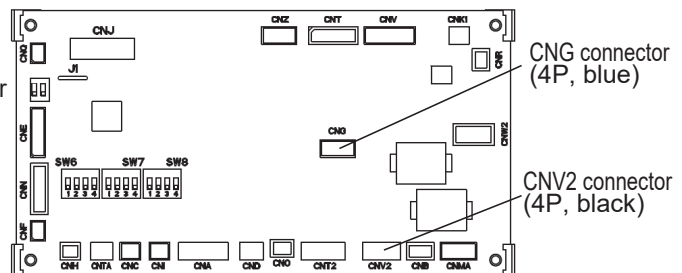 CNQ
CNJ
CNZ
CNT
CNV
CNK1
CNR
CNG connector
(4P, blue)
J1
r
CNE
CNG
CNW2
SW6
SW7
SW8
1 2 3 4
1 2 3 4
1 2 3 4
CNN
CNV2 connector
(4P, black)
CNF
CNH
CNTA
CNC
CNI
CNA
CND
CNO
CNT2
CNV2
CNB
CNMA